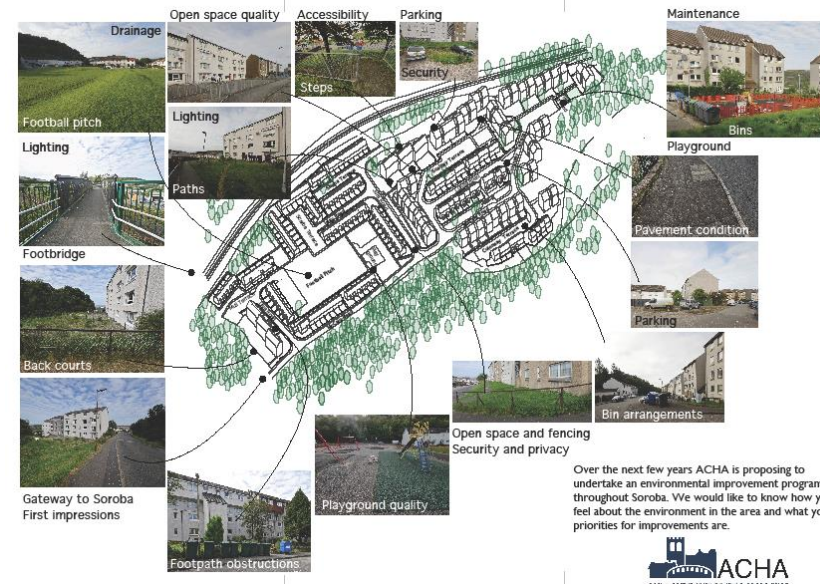 Open space quality
Accessibility
Parking
Maintenance
Drainage
Football pitch
Steps
Security
Bins
Lighting
Lighting
Paths
Playground
Pavement condition
Footbridge
Football Pitch
Parking
Back courts
Bin arrangements
Open space and fencing
Security and privacy
Playground quality
Gateway to Soroba
First impressions
Footpath obstructions
Over the next few years ACHA is proposing to
undertake an environmental improvement program
throughout Soroba. We would like to know how y
feel about the environment in the area and what yo
priorities for improvements are.
ACHA